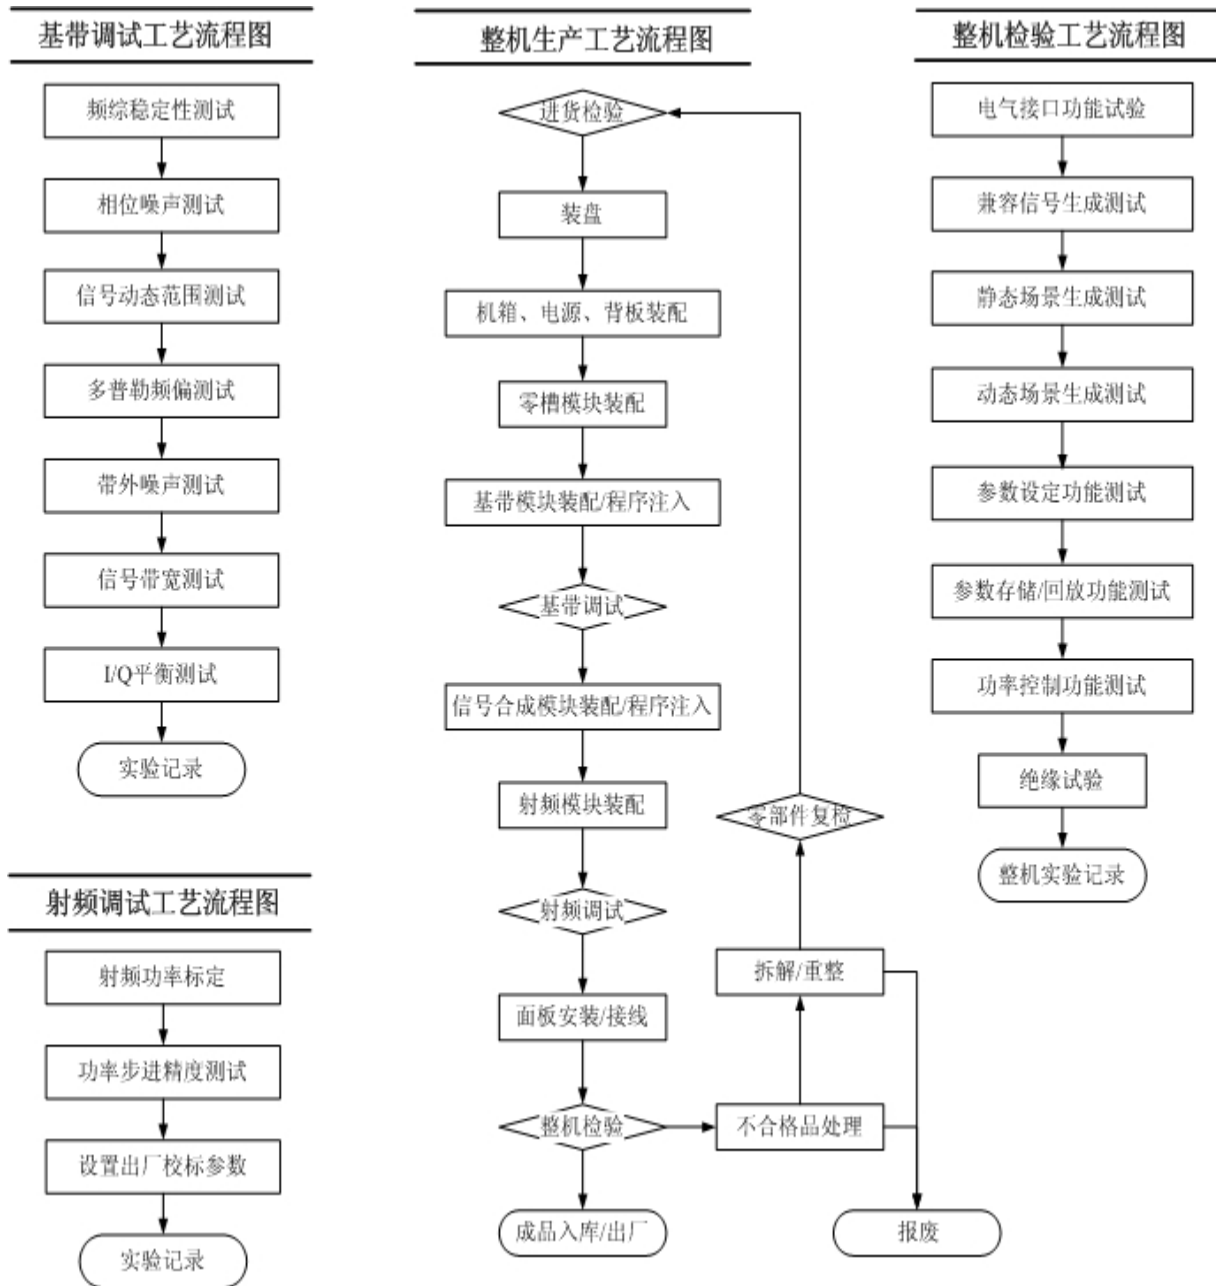 基带调试工艺流程图
频综稳定性测试
相位噪声测试
信号动态范围测试
多普勒频偏测试
带外噪声测试
信号带宽测试
I/Q平衡测试
实验记录
射频调试工艺流程图
射频功率标定
功率步进精度测试
设置出厂校标参数
实验记录
整机生产工艺流程图
进货检验
装盘
机箱、电源、背板装配
零槽模块装配
基带模块装配/程序注入
基带调试
信号合成模块装配/程序注入
射频模块装配
射频调试
面板安装/接线
整机检验
成品入库/出厂
零部件复检
拆解/重整
不合格品处理
报废
整机检验工艺流程图
电气接口功能试验
兼容信号生成测试
静态场景生成测试
动态场景生成测试
参数设定功能测试
参数存储/回放功能测试
功率控制功能测试
绝缘试验
整机实验记录